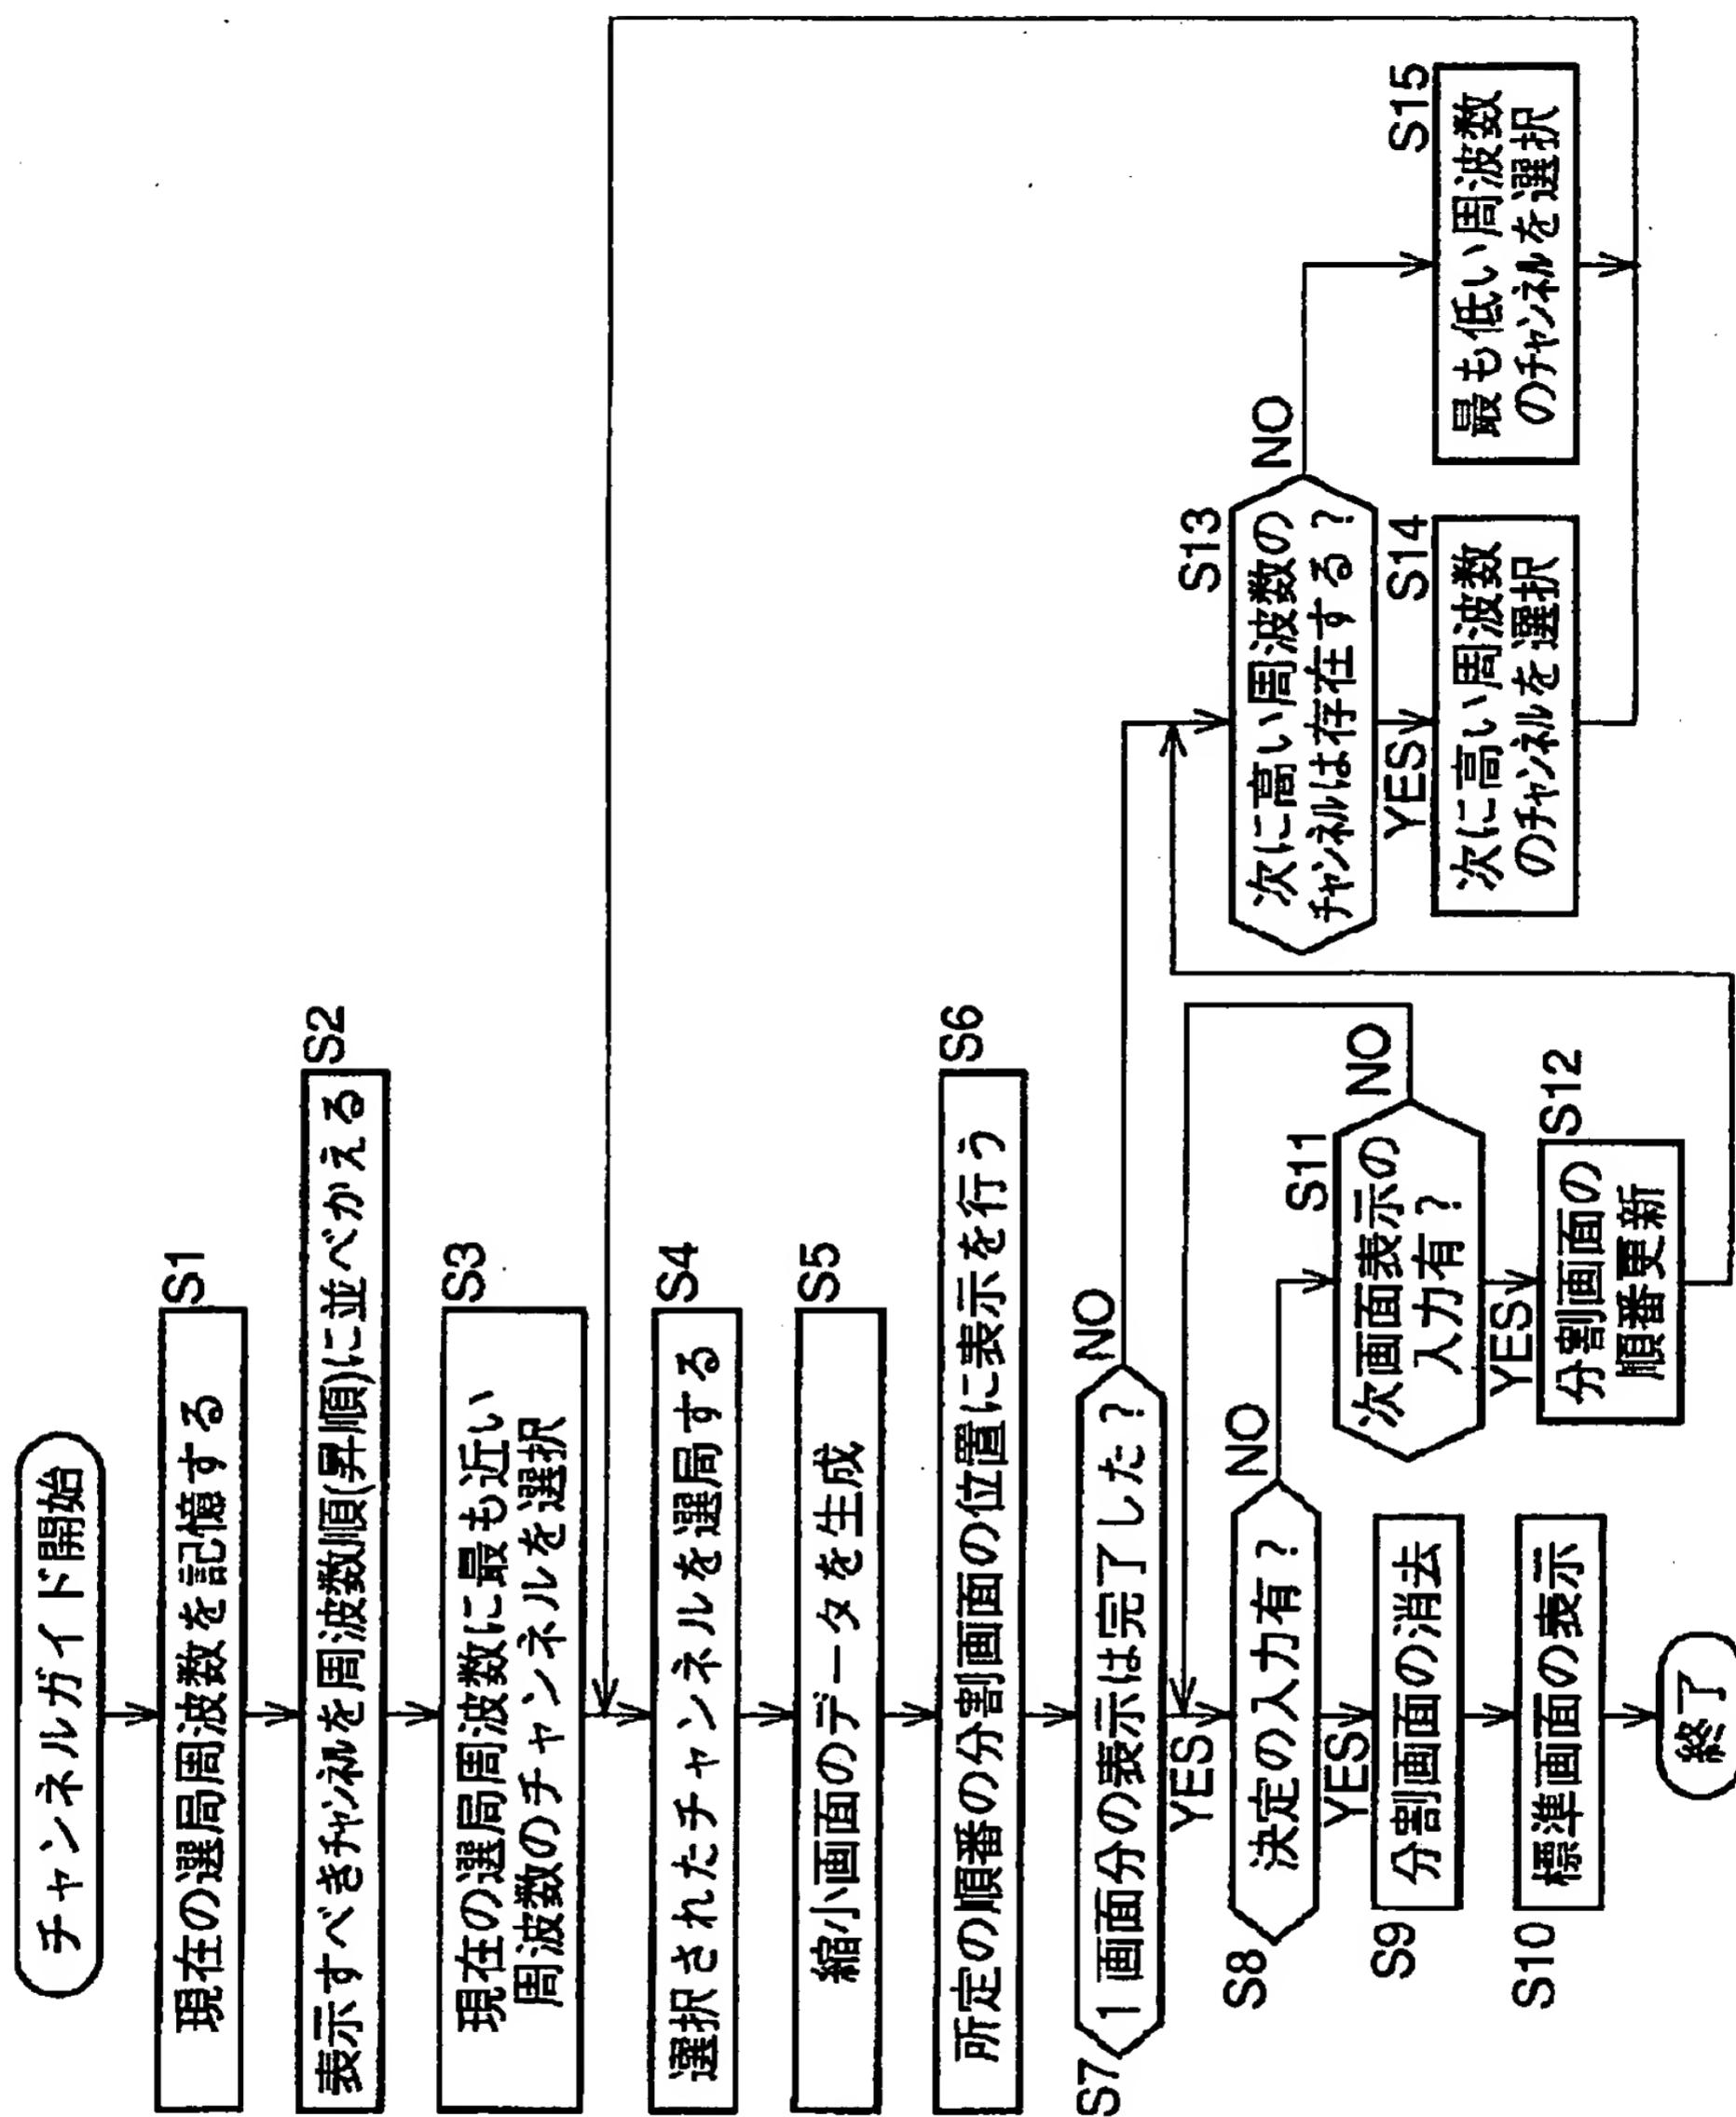 チャンネルガイド開始
S1
現在の選局周波数を記憶する
S2
表示すべきチャンネルを周波数順(昇順)に並べかえる
S3
現在の選局周波数に最も近い
周波数のチャンネルを選択
S4
選択されたチャンネルを選局する
S5
縮小画面のデータを生成
S6
所定の順番の分割画面の位置に表示を行う
S7
1画面分の表示は完了した?
NO
YES
S8
決定の入力有?
NO
YES
S9
分割画面の消去
S10
標準画面の表示
終了
S11
次画面表示の
入力有?
NO
YES
S12
分割画面の
順番更新
S13
次に高い周波数の
チャンネルは存在する?
NO
YES
S14
次に高い周波数
のチャンネルを選択
S15
最も低い周波数
のチャンネルを選択